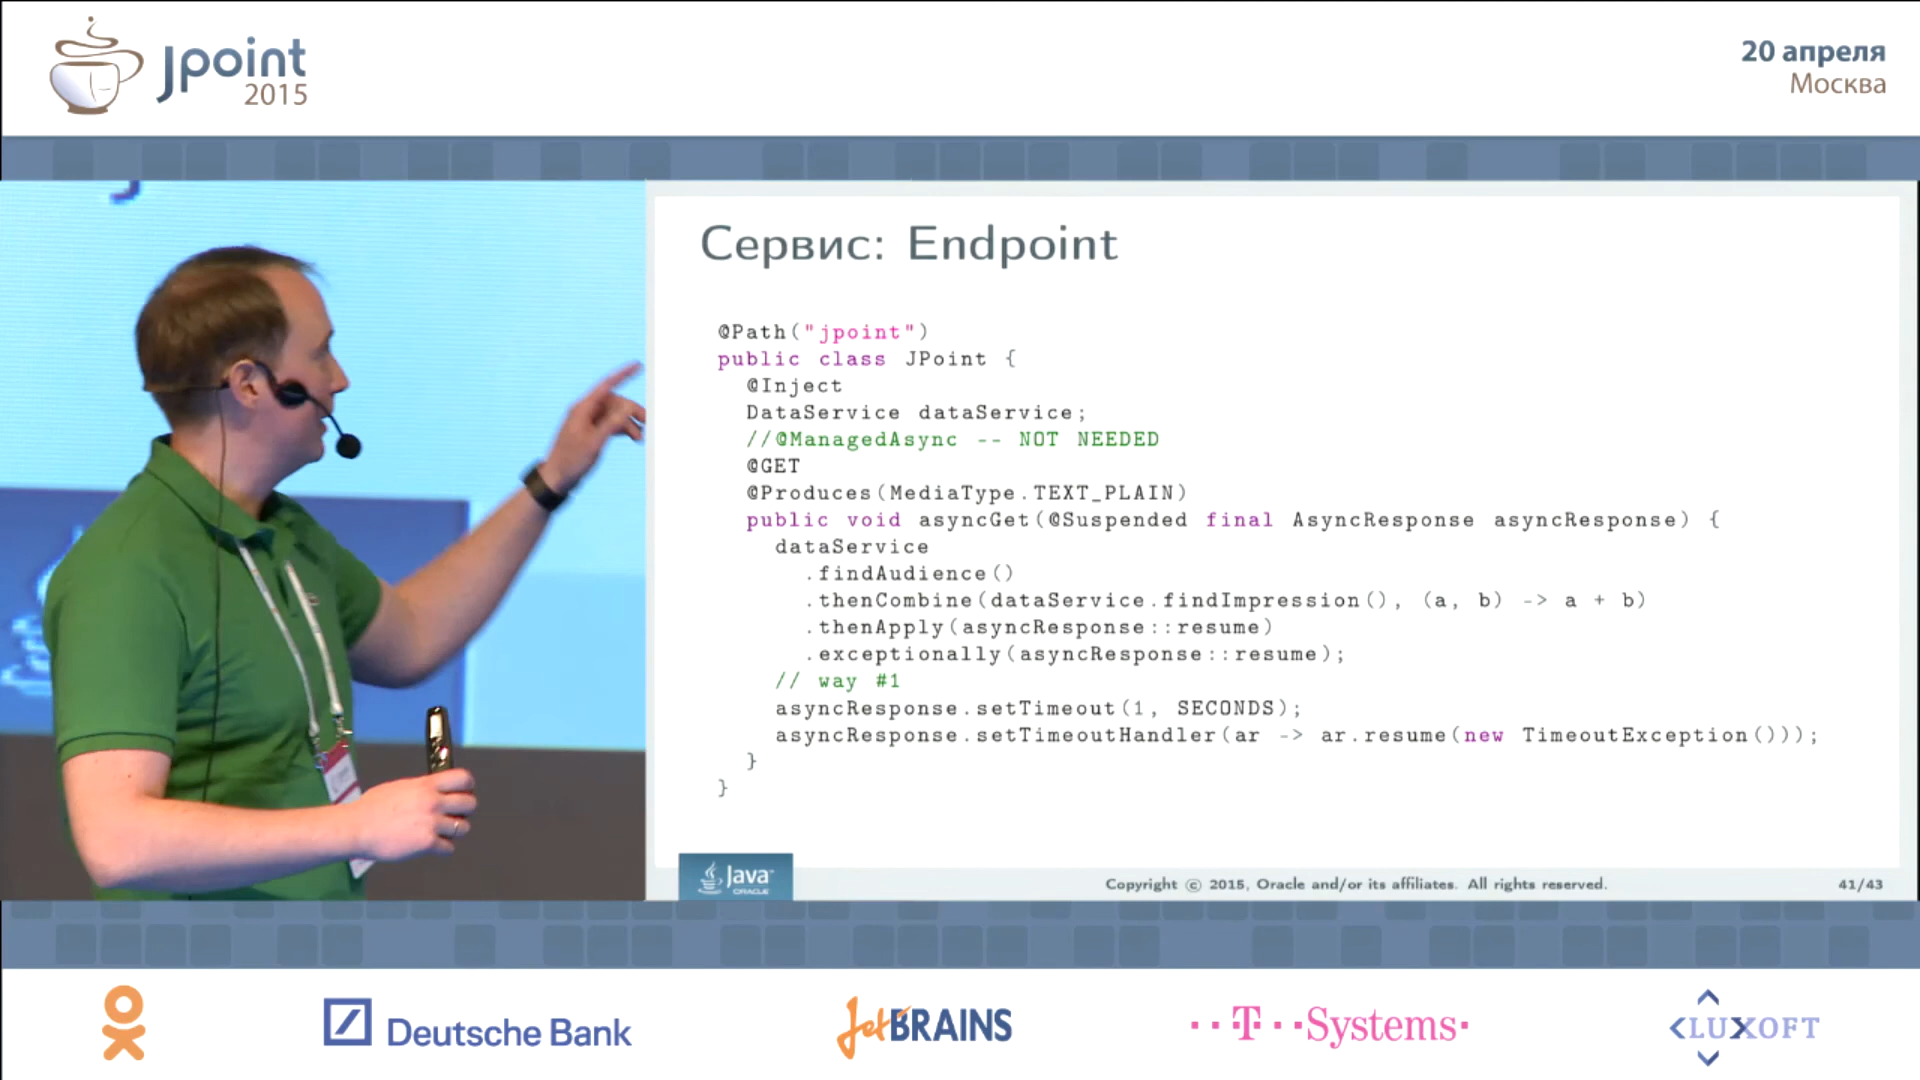 Jpoint
2015
20 апреля
Москва
Сервис: Endpoint
@Path("jpoint")
public class JPoint {
@Inject
DataService dataService;
//@ManagedAsync -- NOT NEEDED
@GET
@Produces(MediaType.TEXT_PLAIN)
public void asyncGet(@Suspended final AsyncResponse asyncResponse) {
dataService
.findAudience()
.thenCombine(dataService.findImpression(), (a, b) -> a + b)
.thenApply(asyncResponse::resume)
.exceptionally(asyncResponse::resume);
// way #1
asyncResponse.setTimeout(1, SECONDS);
asyncResponse.setTimeoutHandler(ar -> ar.resume(new TimeoutException()));
}
}
Java
ORACLE
Copyright © 2015, Oracle and/or its affiliates. All rights reserved.
41/43
Deutsche Bank
JetBRAINS
··T··Systems·
LUXOFT